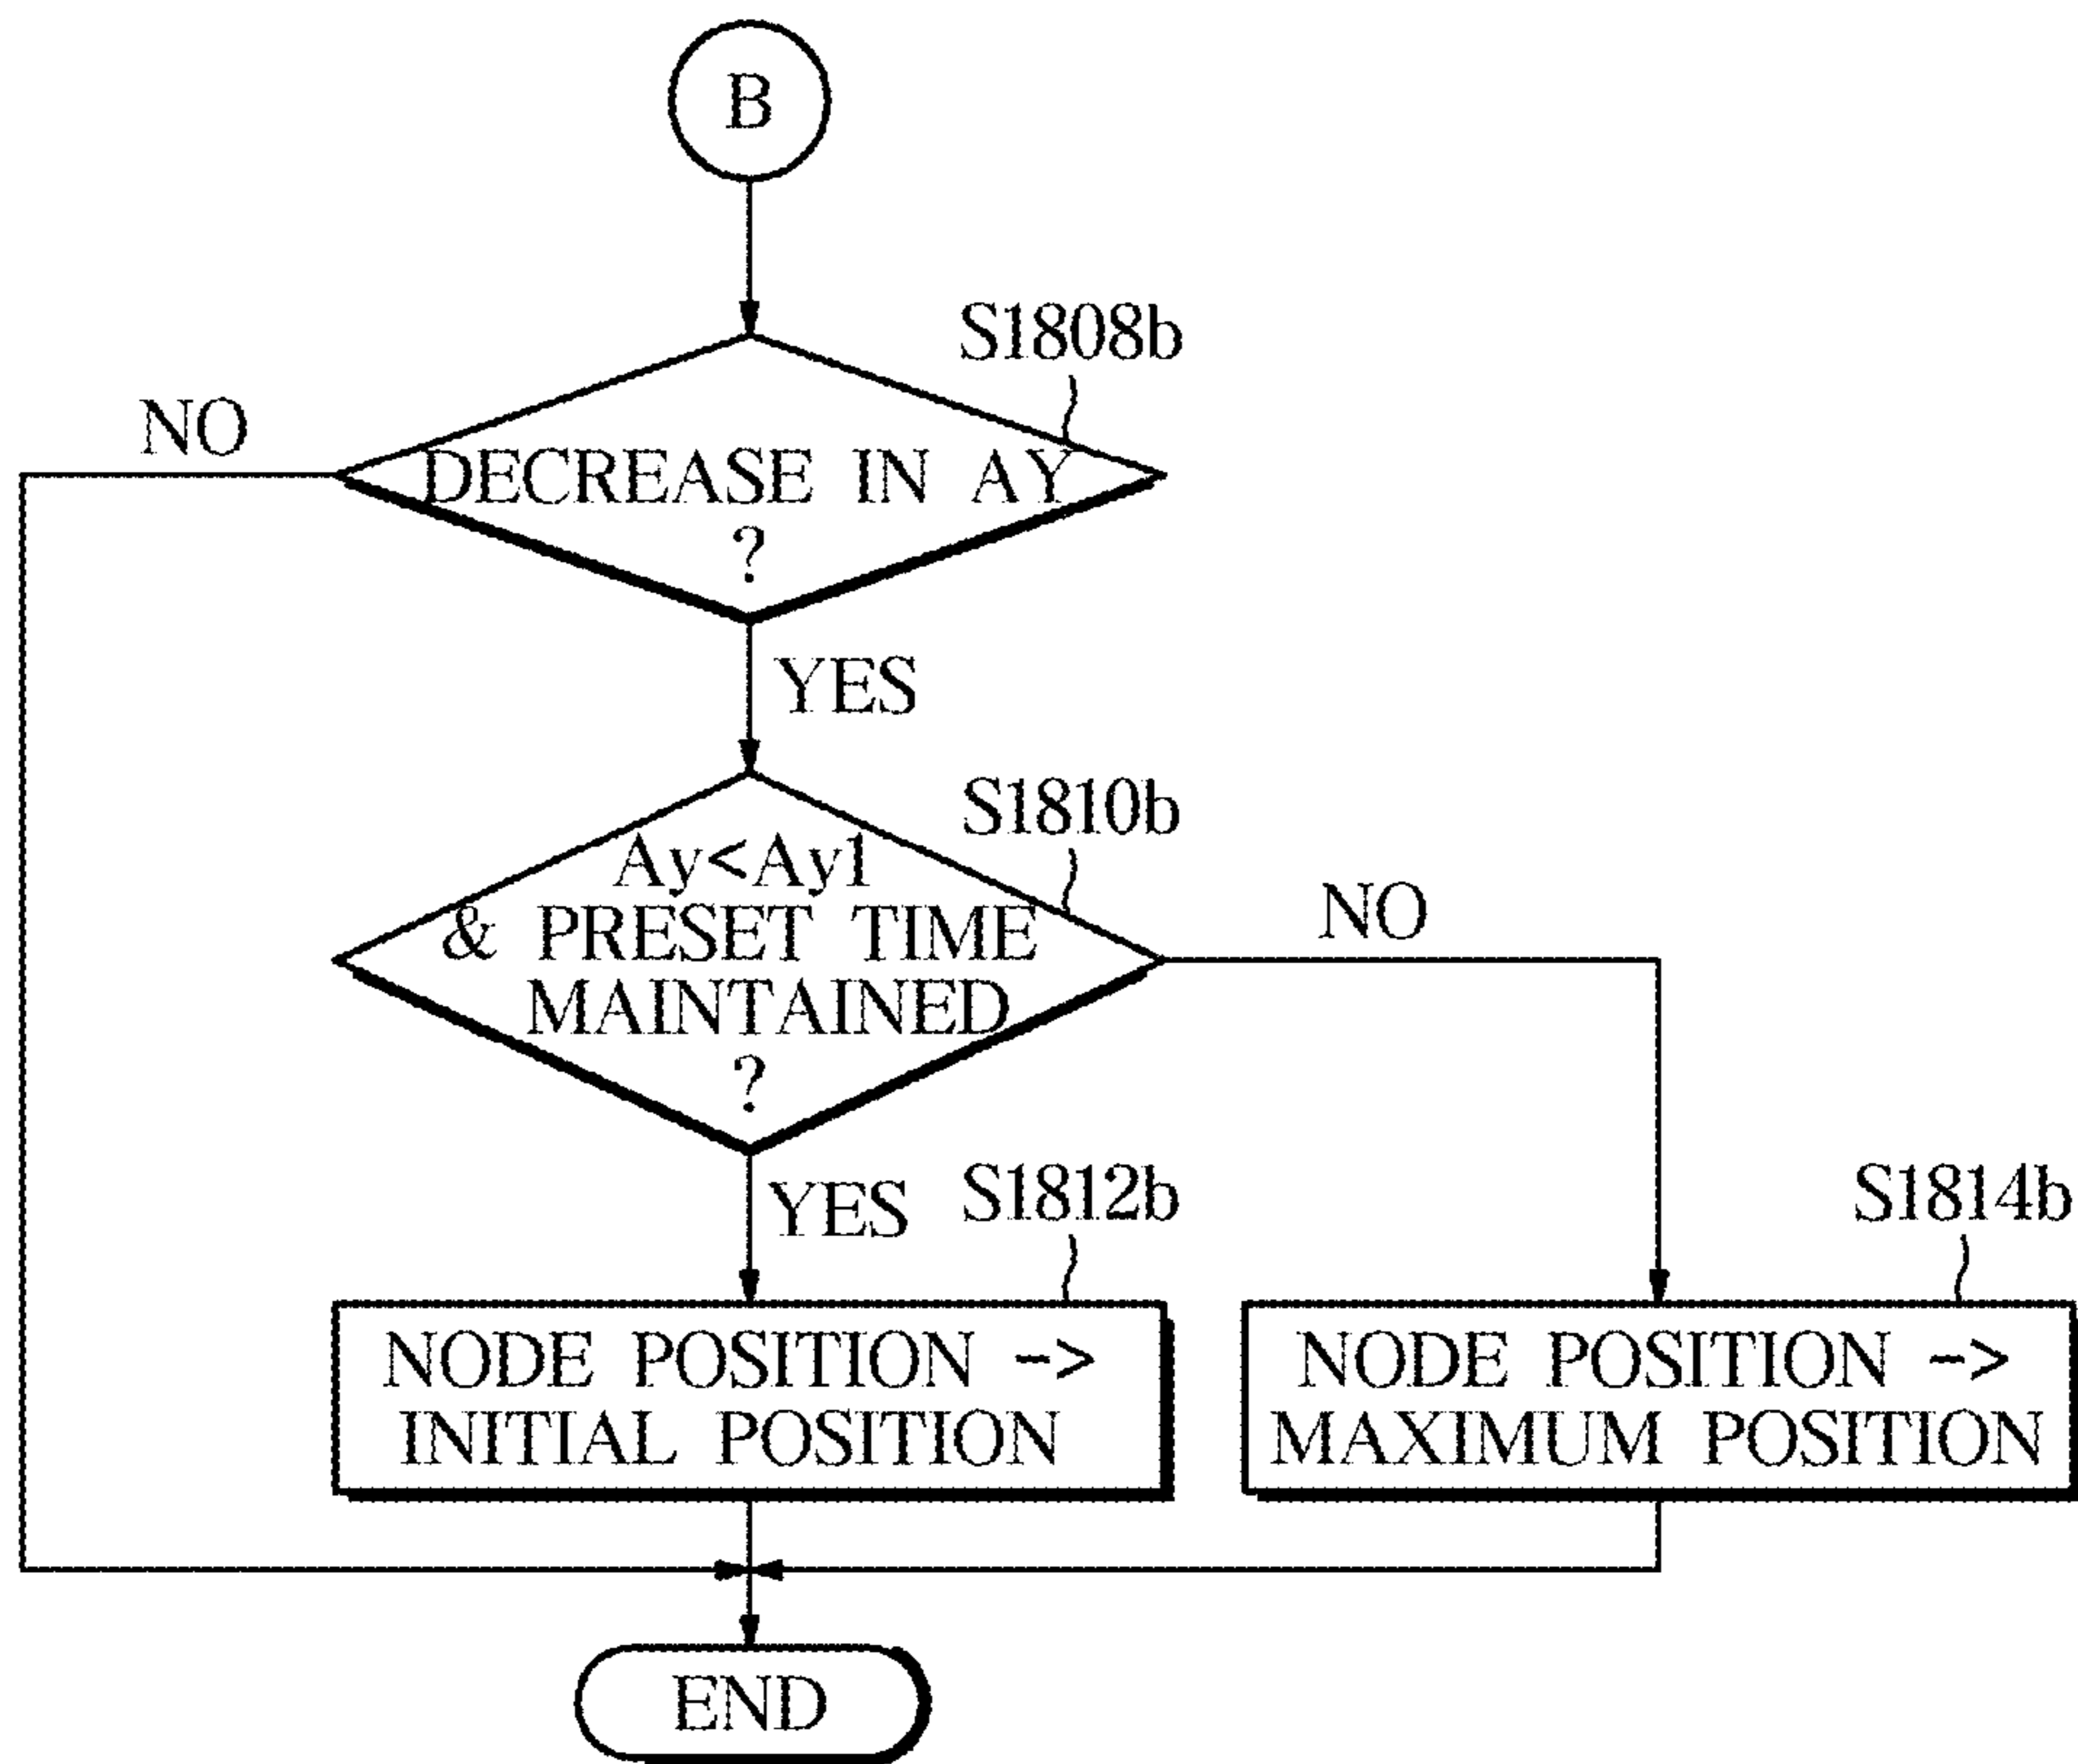 B
S1808b
NO
DECREASE IN AY
?
YES
S1810b
Ay<Ay1
& PRESET TIME
MAINTAINED
?
NO
YES
S1812b
S1814b
NODE POSITION ->
INITIAL POSITION
NODE POSITION ->
MAXIMUM POSITION
END